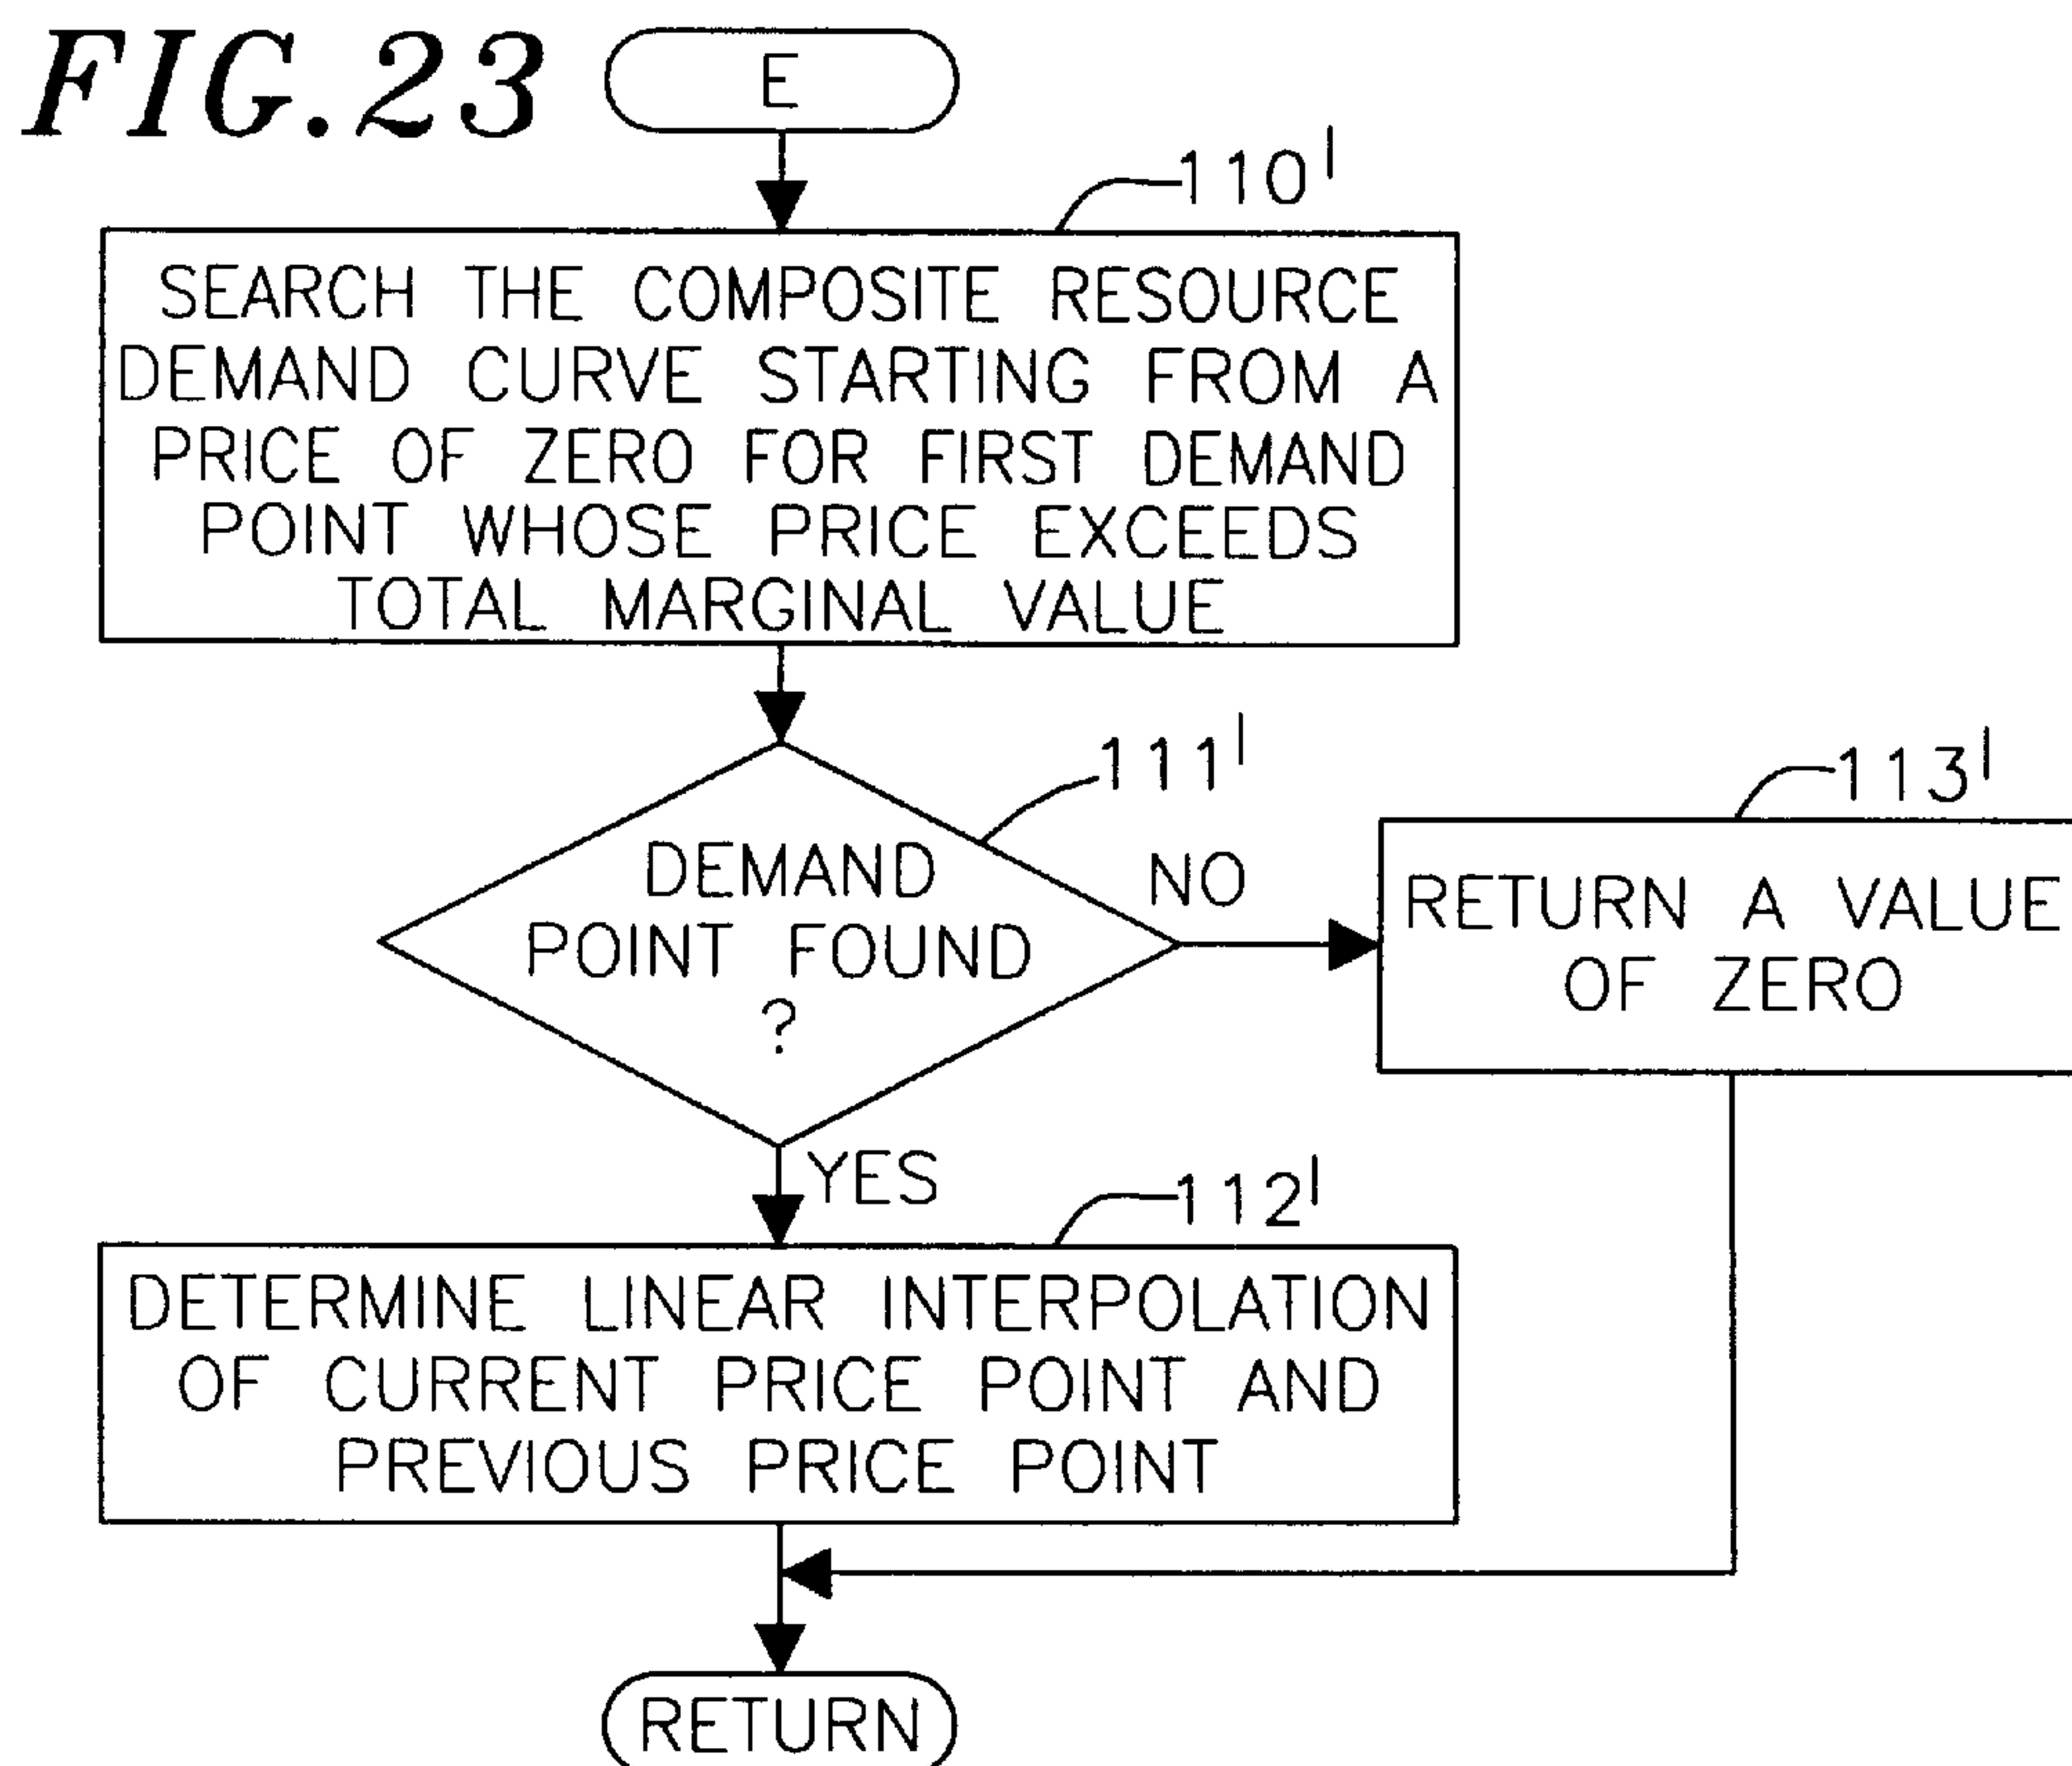 FIG.23
E
110'
SEARCH THE COMPOSITE RESOURCE
DEMAND CURVE STARTING FROM A
PRICE OF ZERO FOR FIRST DEMAND
POINT WHOSE PRICE EXCEEDS
TOTAL MARGINAL VALUE
111'
DEMAND
POINT FOUND
?
NO
113'
RETURN A VALUE
OF ZERO
YES
112'
DETERMINE LINEAR INTERPOLATION
OF CURRENT PRICE POINT AND
PREVIOUS PRICE POINT
RETURN